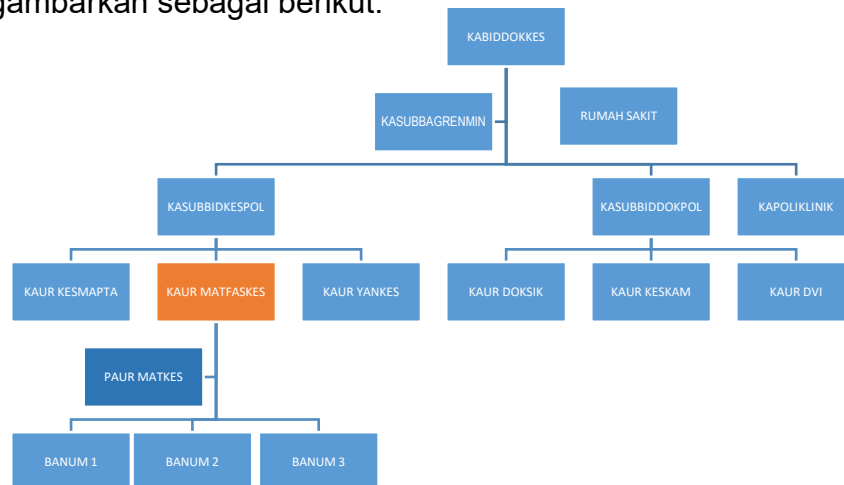 gambarkan sebagai berikut.
KABIDDOKKES
KASUBBAGRENMIN
RUMAH SAKIT
KASUBBIDKESPOL
KASUBBIDDOKPOL
KAPOLIKLINIK
KAUR KESMAPTA
KAUR MATFASKES
KAUR YANKES
KAUR DOKSIK
KAUR KESKAM
KAUR DVI
PAUR MATKES
BANUM 1
BANUM 2
BANUM 3